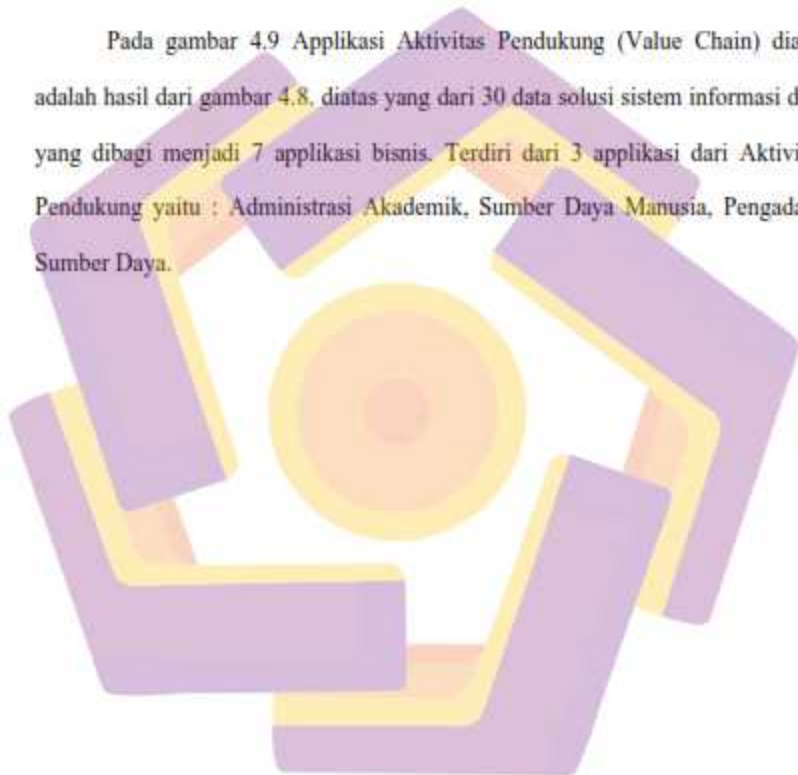 Pada gambar 4.9 Applikasi Aktivitas Pendukung (Value Chain) dia
adalah hasil dari gambar 4.8. diatas yang dari 30 data solusi sistem informasi d
yang dibagi menjadi 7 applikasi bisnis. Terdiri dari 3 applikasi dari Aktivi
Pendukung yaitu : Administrasi Akademik, Sumber Daya Manusia, Pengada
Sumber Daya.